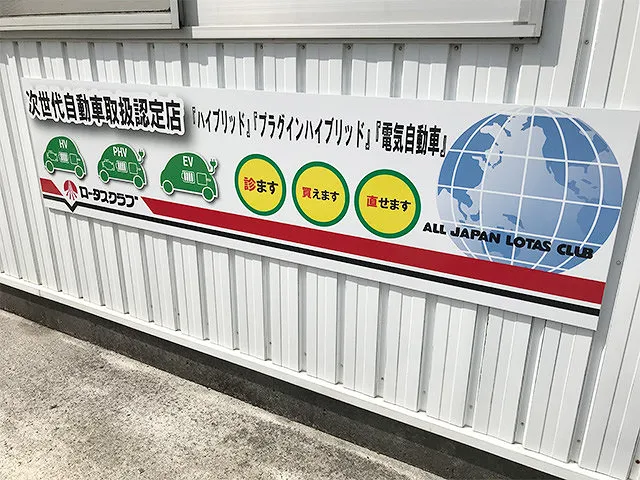 次世代自動車取扱認定店 『ハイブリッド』『プラグインハイブリッド』『電気自動車』
HV PHV EV
診ます 買えます 直せます
ロータスクラブ
ALL JAPAN LOTAS CLUB